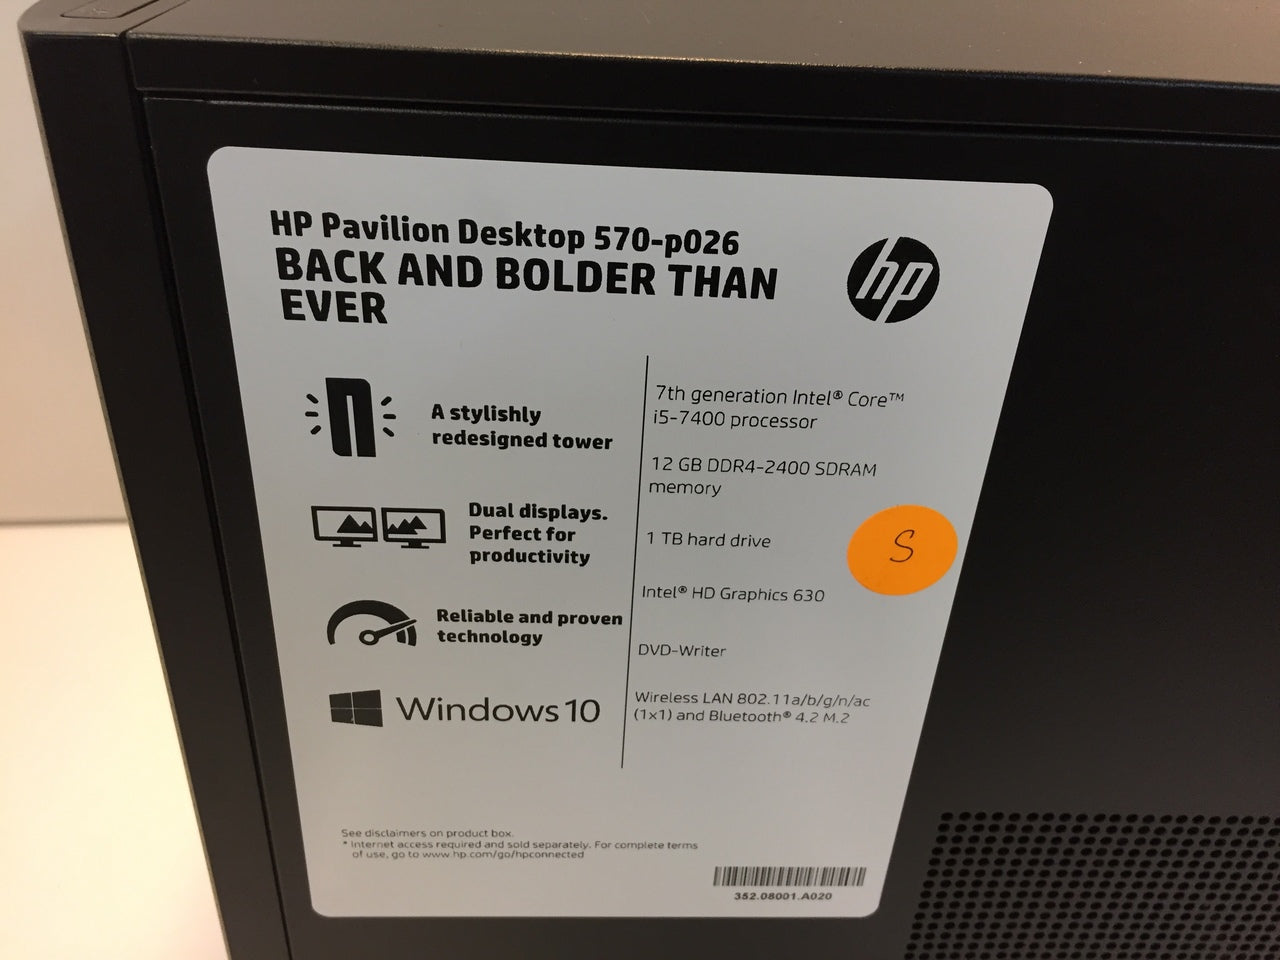 HP Pavilion Desktop 570-p026
BACK AND BOLDER THAN
EVER
hp
A stylishly
redesigned tower
Dual displays.
Perfect for
productivity
Reliable and proven
technology
Windows 10
7th generation Intel® Core™
i5-7400 processor
12 GB DDR4-2400 SDRAM
memory
1 TB hard drive
S
Intel® HD Graphics 630
DVD-Writer
Wireless LAN 802.11a/b/g/n/ac
(1x1) and Bluetooth® 4.2 M.2
See disclaimers on product box.
* Internet access required and sold separately. For complete terms
of use, go to www.hp.com/go/hpconnected
352.08001.A020